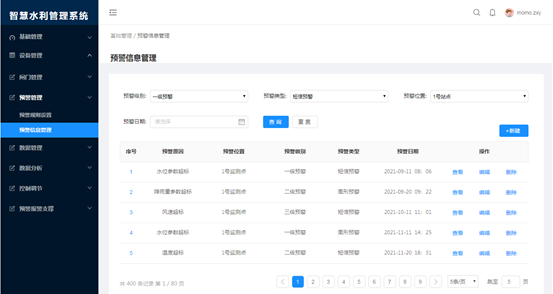 智慧水利管理系统
momo.zxy
基础管理
设备管理
闸门管理
预警管理
预警规则设置
预警信息管理
数据管理
数据分析
控制调节
预警报警支撑
基础管理 / 预警信息管理
预警信息管理
预警级别: 一级预警 预警类型: 短信预警 预警位置: 1号站点
预警日期: 请选择 查 询 重 置
+新建
序号 预警原因 预警位置 预警级别 预警类型 预警日期 操作
1 水位参数超标 1号监测点 一级预警 短信预警 2021-09-11 08: 06 查看 编辑 删除
2 降雨量参数超标 1号监测点 二级预警 图形预警 2021-09-20 09: 22 查看 编辑 删除
3 风速超标 1号监测点 三级预警 短信预警 2021-10-11 11: 01 查看 编辑 删除
4 水位参数超标 1号监测点 一级预警 图形预警 2021-11-11 14: 25 查看 编辑 删除
5 温度超标 1号监测点 二级预警 短信预警 2021-11-20 18: 31 查看 编辑 删除
共 400 条记录 第 1 / 80 页 1 2 3 4 5 6 7 8 9 5条/页 跳至 5 页